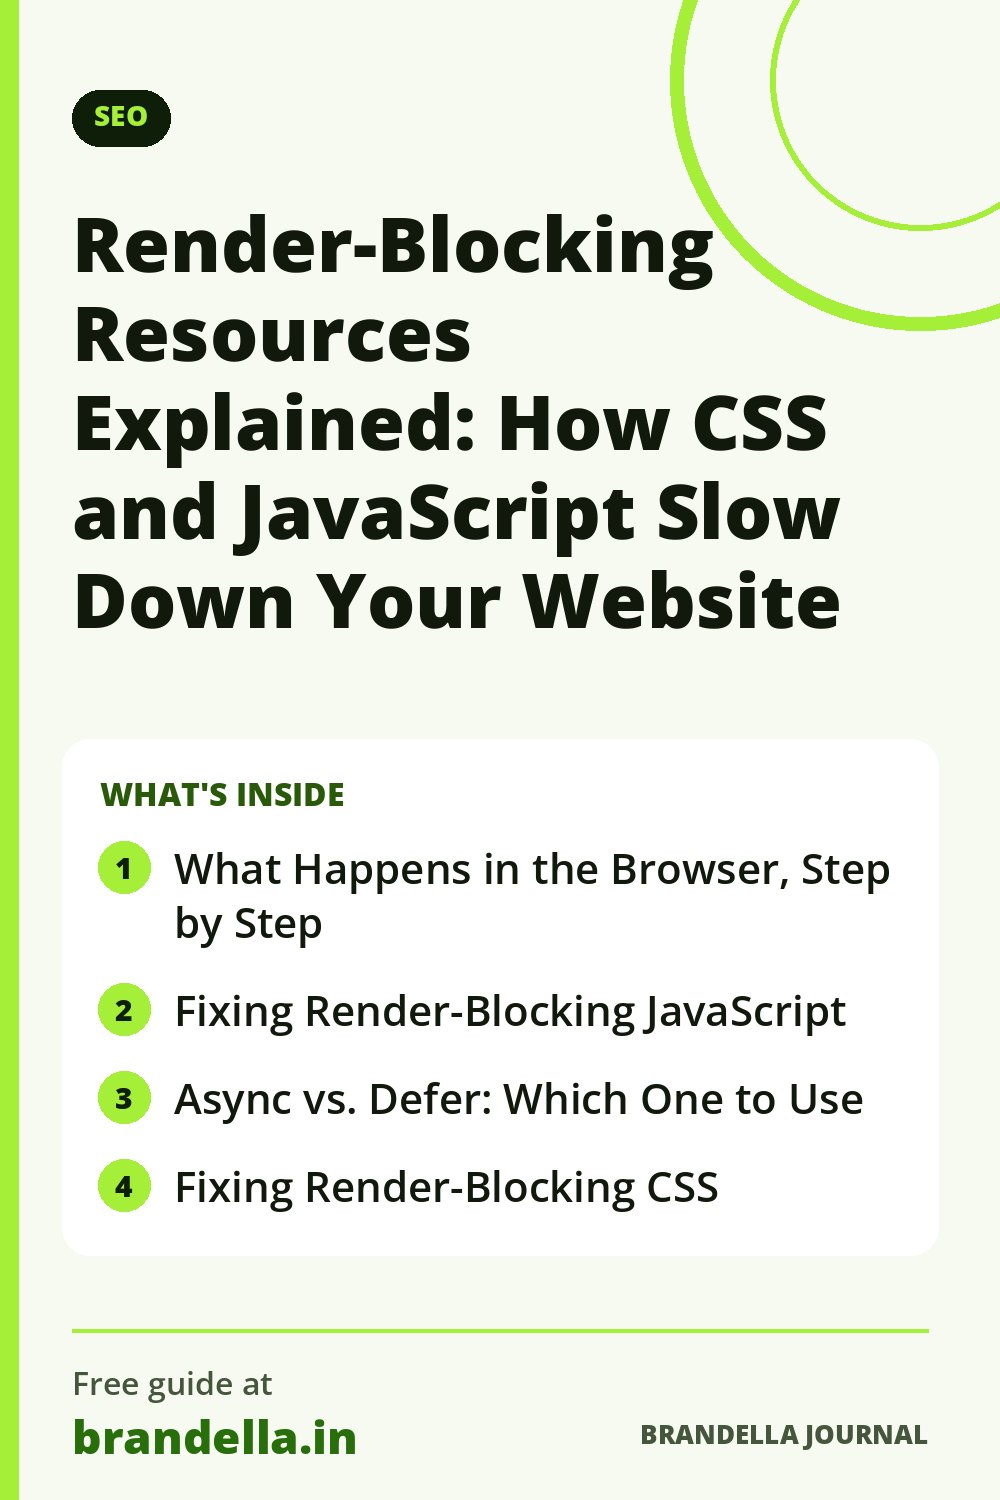 SEO
Render-Blocking
Resources
Explained: How CSS
and JavaScript Slow
Down Your Website
WHAT'S INSIDE
1 What Happens in the Browser, Step
by Step
2 Fixing Render-Blocking JavaScript
3 Async vs. Defer: Which One to Use
4 Fixing Render-Blocking CSS
Free guide at
brandella.in
BRANDELLA JOURNAL